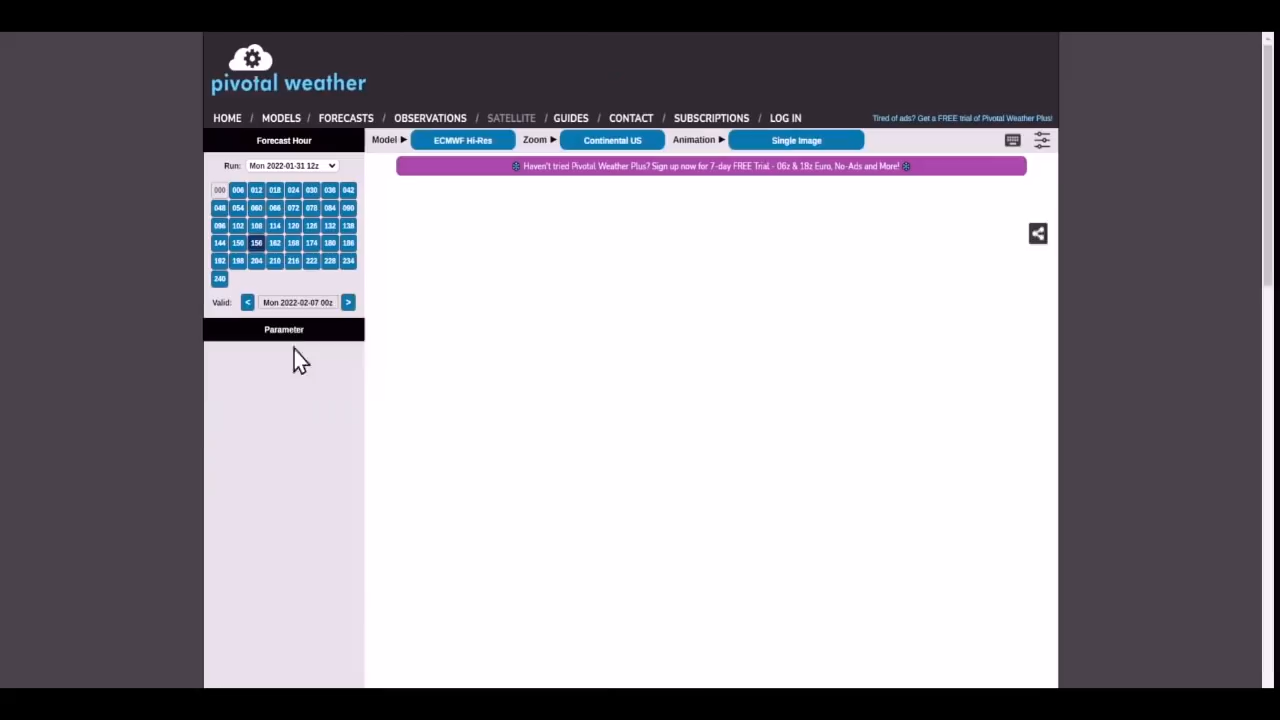 pivotal weather
HOME / MODELS / FORECASTS / OBSERVATIONS / SATELLITE / GUIDES / CONTACT / SUBSCRIPTIONS / LOG IN
Tired of ads? Get a FREE trial of Pivotal Weather Plus!
Forecast Hour
Model ▶ ECMWF Hi-Res Zoom ▶ Continental US Animation ▶ Single Image
Run: Mon 2022-01-31 12z
Haven't tried Pivotal Weather Plus? Sign up now for 7-day FREE Trial - 06z & 18z Euro, No-Ads and More!
000 006 012 018 024 030 036 042
048 054 060 066 072 078 084 090
096 102 108 114 120 126 132 138
144 150 156 162 168 174 180 186
192 198 204 210 216 222 228 234
240
Valid: < Mon 2022-02-07 00z >
Parameter